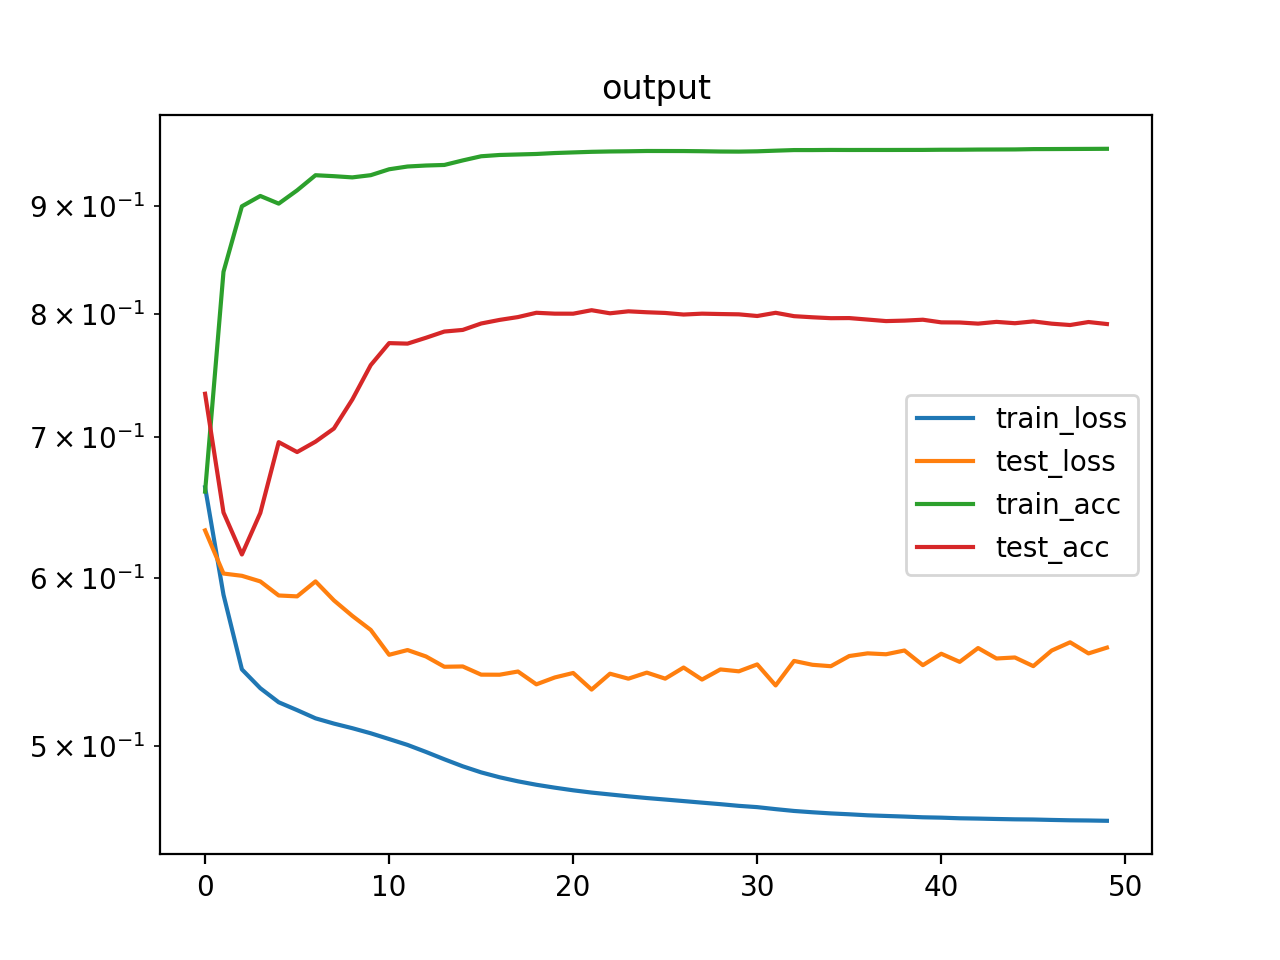 output
9 × 10⁻¹
8 × 10⁻¹
7 × 10⁻¹
6 × 10⁻¹
5 × 10⁻¹
train_loss
test_loss
train_acc
test_acc
0 10 20 30 40 50